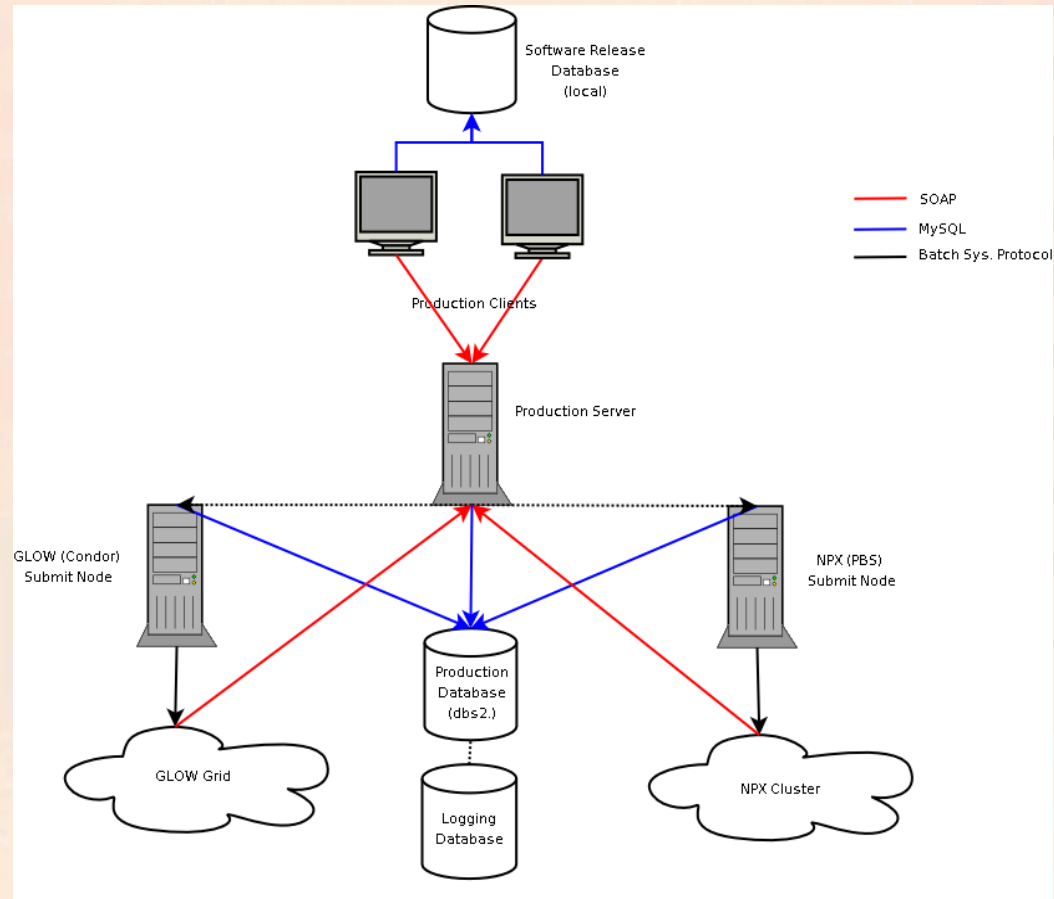 Software Release
Database
(local)
SOAP
MySQL
Batch Sys. Protocol
Production Clients
Production Server
GLOW (Condor)
Submit Node
NPX (PBS)
Submit Node
Production
Database
(dbs2.)
GLOW Grid
NPX Cluster
Logging
Database